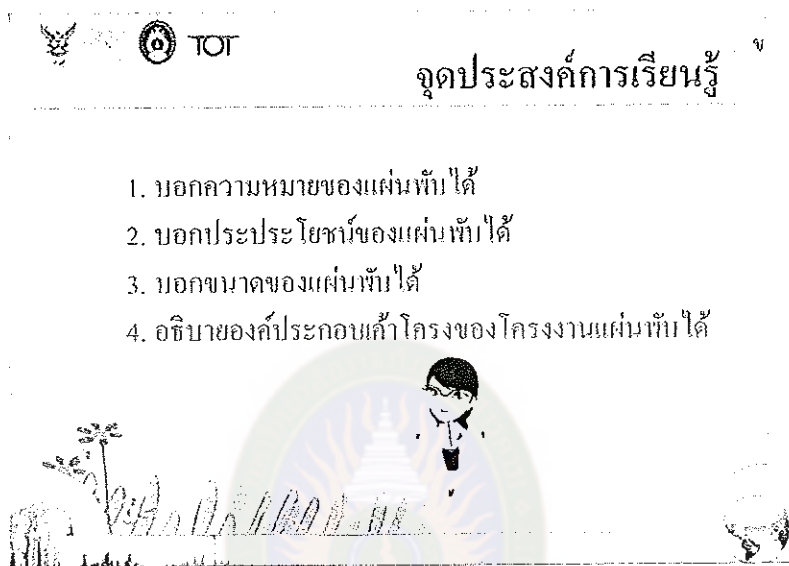 TOT
ข
จุดประสงค์การเรียนรู้
1. บอกความหมายของแผ่นพับได้
2. บอกประประโยชน์ของแผ่นพับได้
3. บอกขนาดของแผ่นพับได้
4. อธิบายองค์ประกอบเค้าโครงของโครงงานแผ่นพับได้